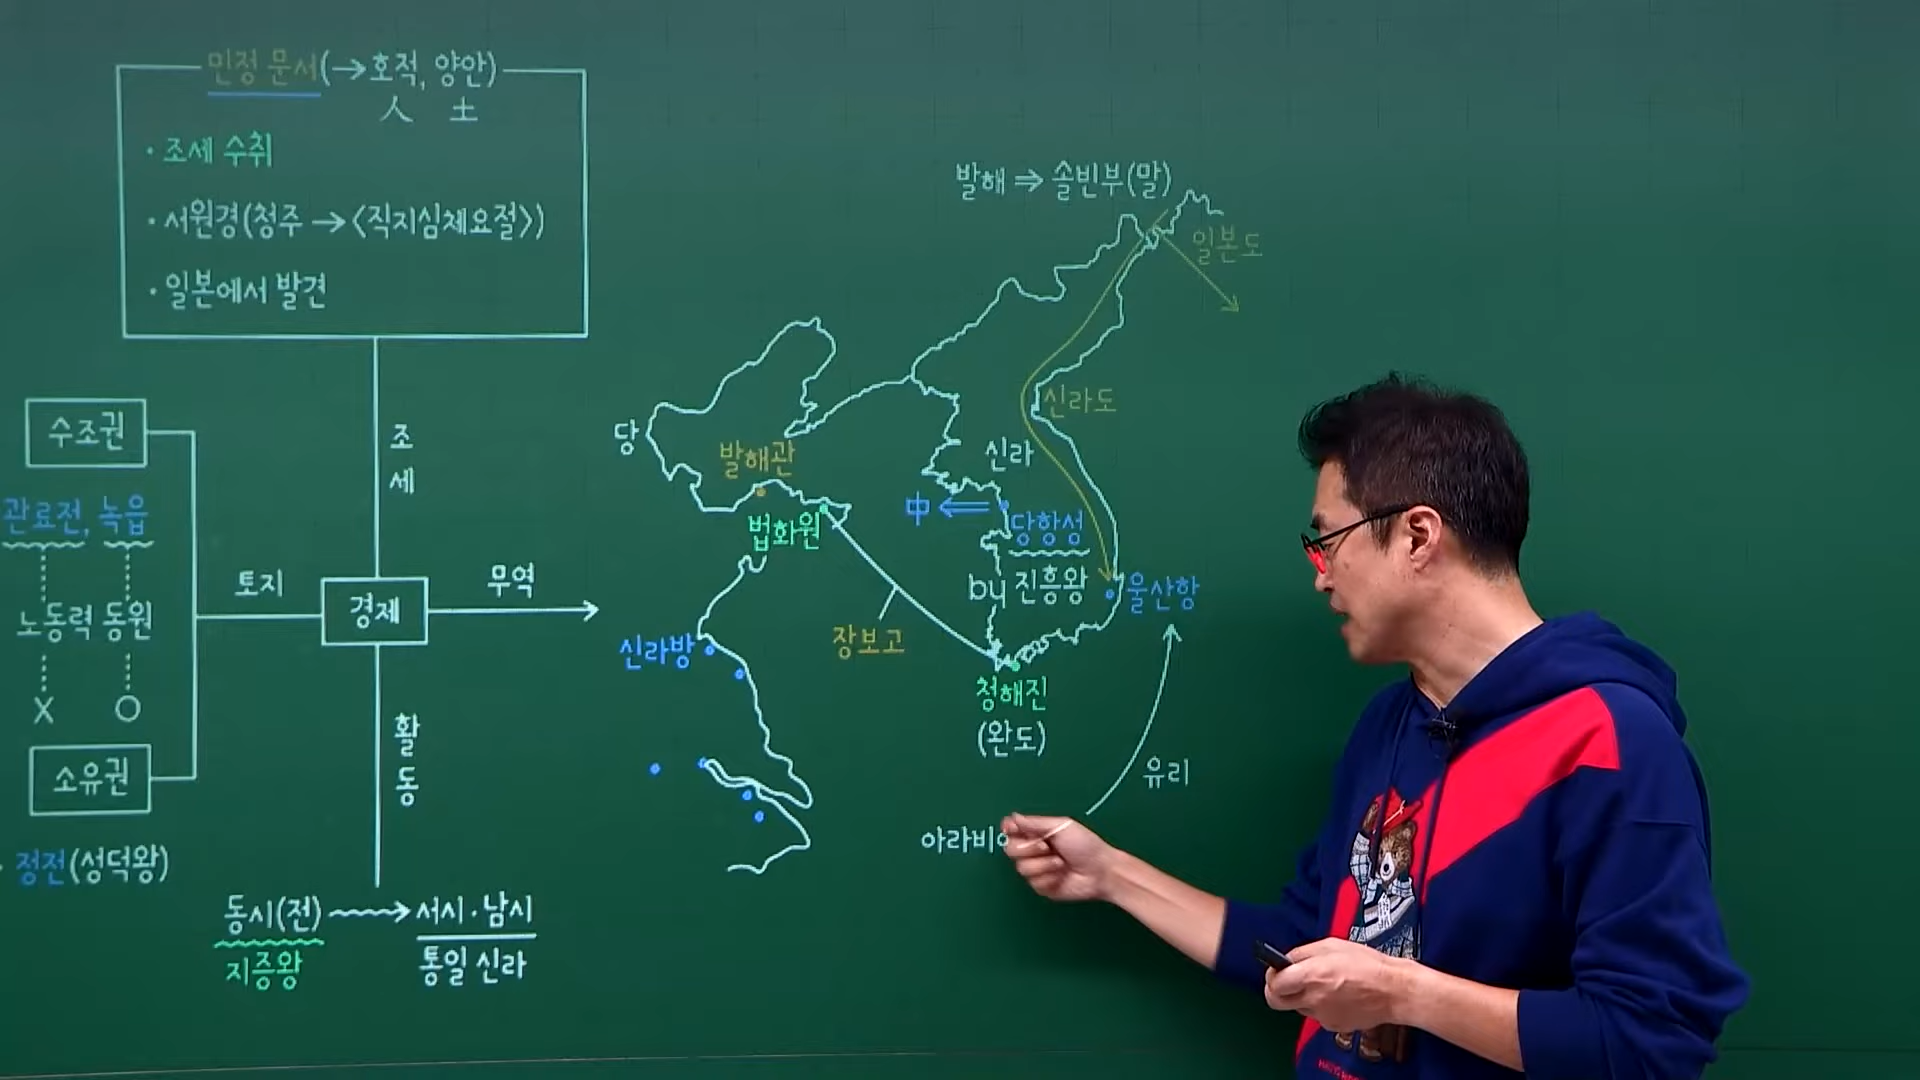 민정 문서(→호적, 양안)
人 土
· 조세 수취
· 서원경(청주→〈직지심체요절〉)
· 일본에서 발견
수조권
관료전, 녹읍
노동력 동원
X O
소유권
정전(성덕왕)
토지
경제
조세
무역
활동
동시(전) 서시·남시
지증왕 통일 신라
발해⇒솔빈부(말)
일본도
신라도
당
발해관
신라
中
당항성
법화원
by 진흥왕
울산항
장보고
신라방
청해진
(완도)
유리